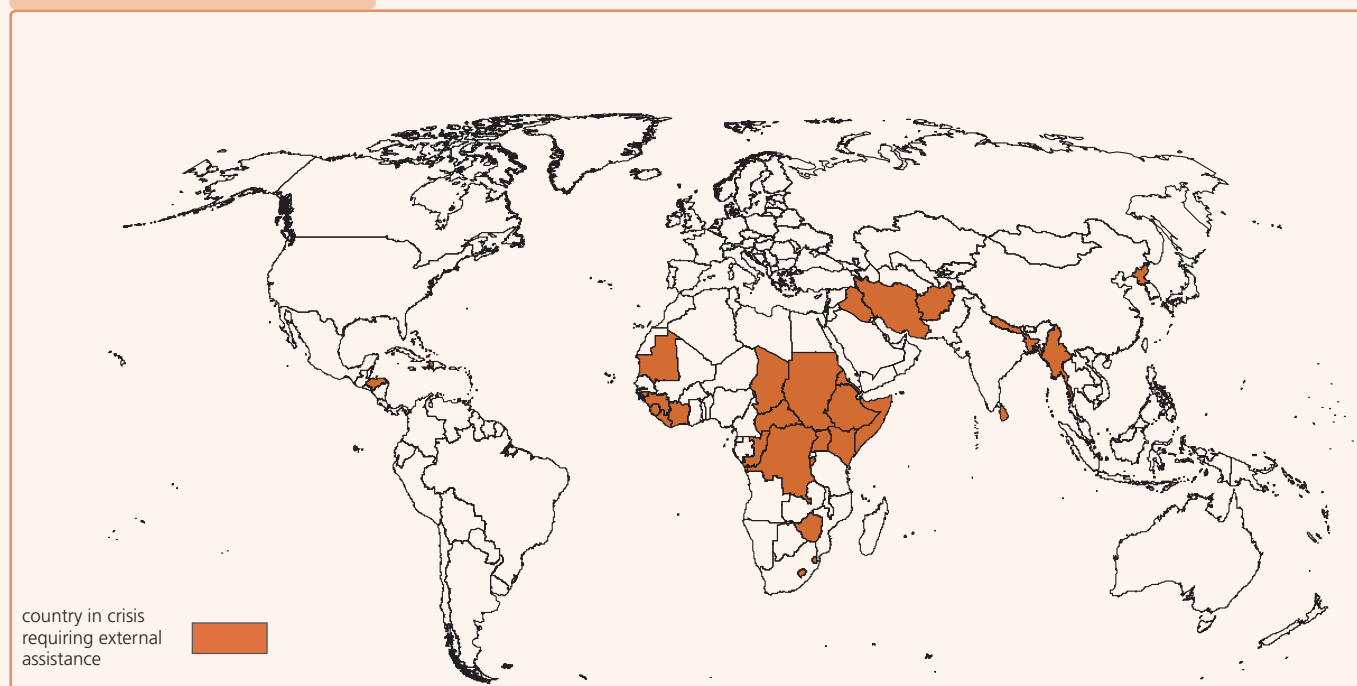 country in crisis
requiring external
assistance